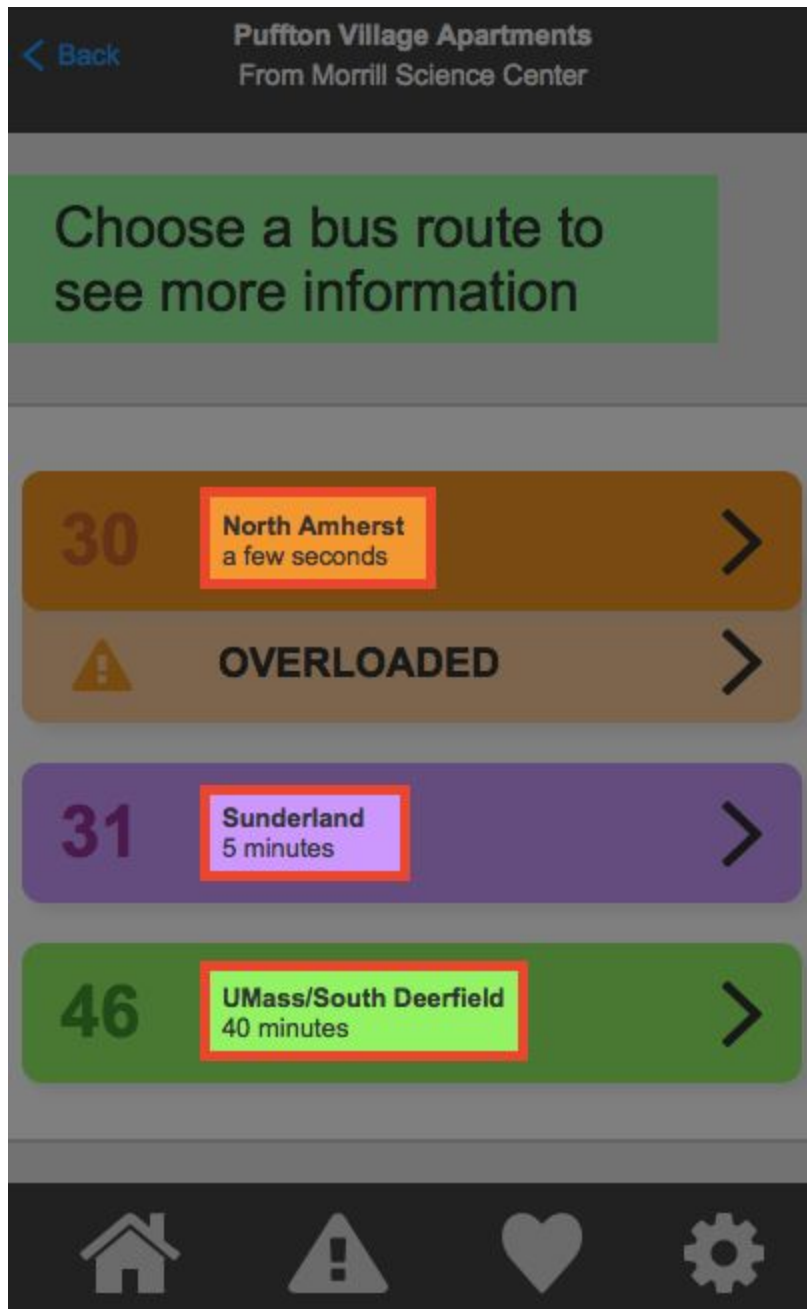 Puffton Village Apartments
Back
From Morrill Science Center
Choose a bus route to
see more information
30
North Amherst
a few seconds
OVERLOADED
31
Sunderland
5 minutes
46
UMass/South Deerfield
40 minutes